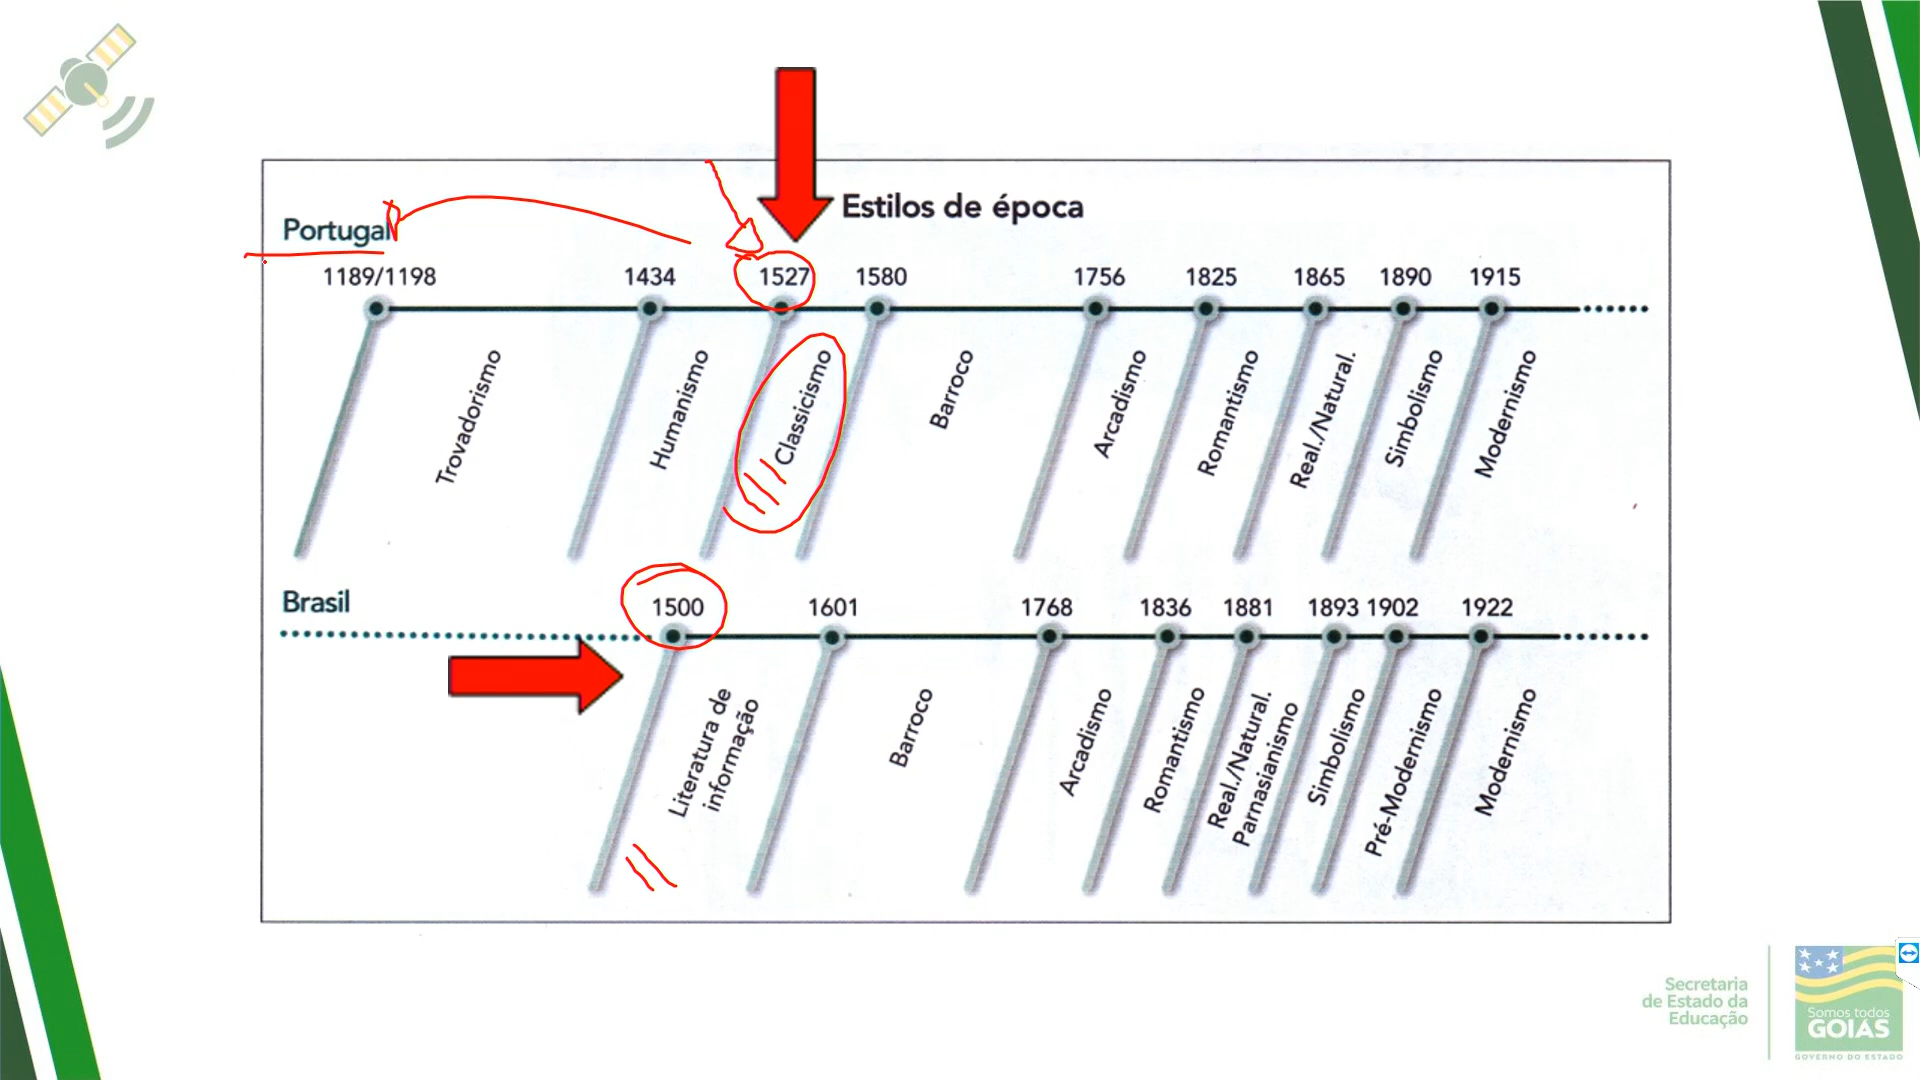 Estilos de época
Portugal
1189/1198 1434 1527 1580 1756 1825 1865 1890 1915
Trovadorismo
Humanismo
Classicismo
Barroco
Arcadismo
Romantismo
Real./Natural.
Simbolismo
Modernismo
Brasil
1500 1601 1768 1836 1881 1893 1902 1922
Literatura de
informação
Barroco
Arcadismo
Romantismo
Real./Natural.
Parnasianismo
Simbolismo
Pré-Modernismo
Modernismo
Secretaria
de Estado da
Educação
Somos todos
GOIÁS
GOVERNO DO ESTADO